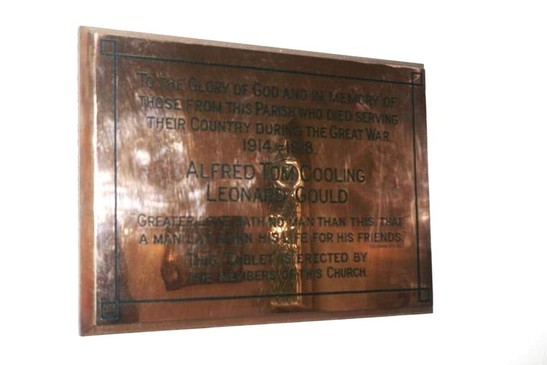 TO THE GLORY OF GOD AND IN MEMORY OF
THOSE FROM THIS PARISH WHO DIED SERVING
THEIR COUNTRY DURING THE GREAT WAR,
1914-1918.
ALFRED TOM COOLING
LEONARD GOULD
GREATER LOVE HATH NO MAN THAN THIS, THAT
A MAN LAY DOWN HIS LIFE FOR HIS FRIENDS.
THIS TABLET IS ERECTED BY
THE MEMBERS OF THIS CHURCH.